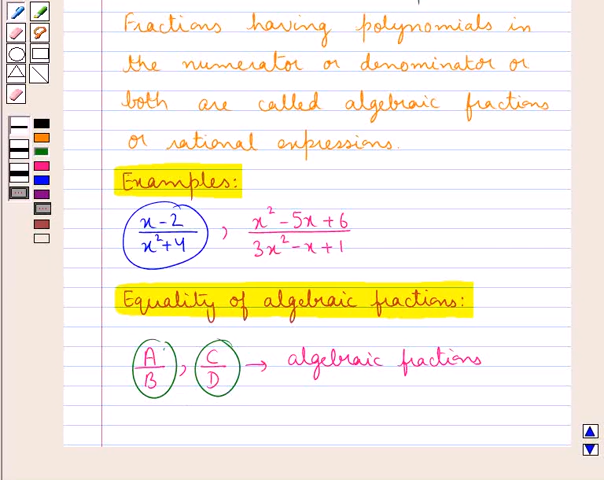 Fractions having polynomials in
the numerator or denominator or
both are called algebraic fractions
or rational expressions.
Examples:
x-2/x²+4 , x²-5x+6/3x²-x+1
Equality of algebraic fractions:
A/B , C/D → algebraic fractions